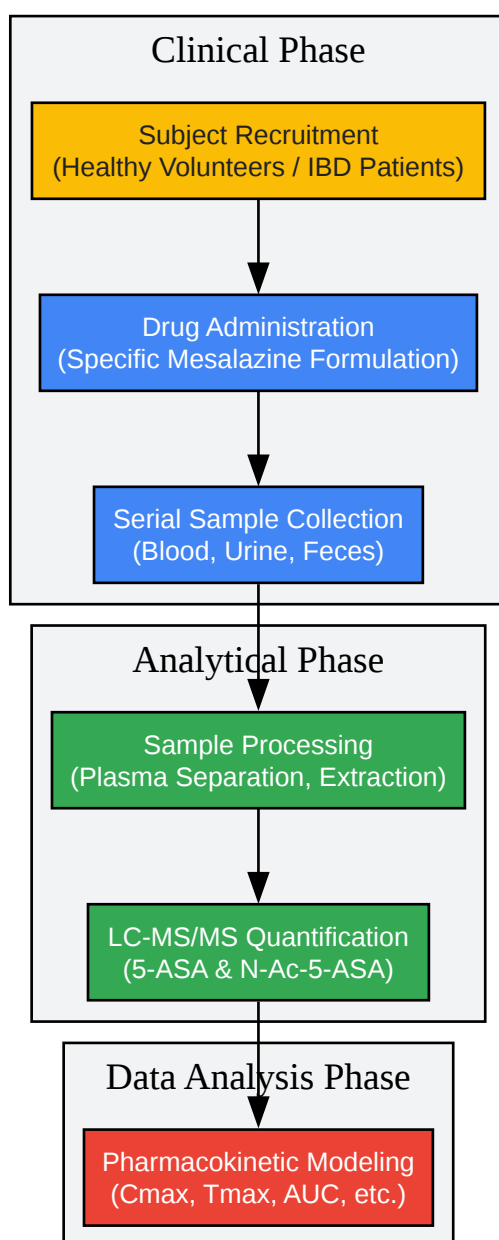 Clinical Phase
Subject Recruitment
(Healthy Volunteers / IBD Patients)
Drug Administration
(Specific Mesalazine Formulation)
Serial Sample Collection
(Blood, Urine, Feces)
Analytical Phase
Sample Processing
(Plasma Separation, Extraction)
LC-MS/MS Quantification
(5-ASA & N-Ac-5-ASA)
Data Analysis Phase
Pharmacokinetic Modeling
(Cmax, Tmax, AUC, etc.)